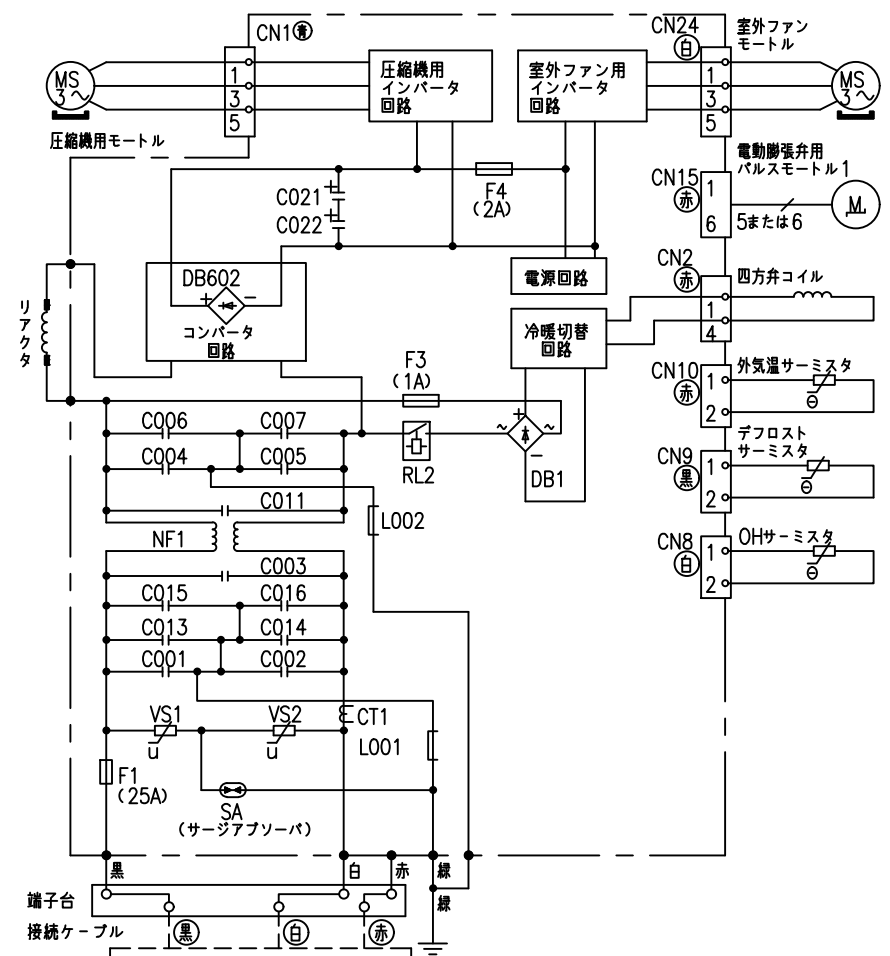 CN1 青
CN24
白
室外ファン
モートル
MS
3 ~
1
3
5
圧縮機用
インバータ
回路
室外ファン用
インバータ
回路
1
3
5
MS
3 ~
圧縮機用モートル
C021
C022
F4
(2A)
CN15
赤
1
6
電動膨張弁用
パルスモートル1
5または6
M
DB602
コンバータ
回路
電源回路
CN2
赤
1
4
四方弁コイル
リアクタ
冷暖切替
回路
F3
(1A)
CN10
赤
1
2
外気温サーミスタ
θ
C006
C007
C004
C005
RL2
DB1
CN9
黒
1
2
デフロスト
サーミスタ
θ
C011
L002
NF1
CN8
白
1
2
OHサーミスタ
θ
C003
C015
C016
C013
C014
C001
C002
VS1
u
VS2
u
CT1
L001
F1
(25A)
SA
(サージアブソーバ)
黒
白
赤
緑
緑
端子台
接続ケーブル
黒
白
赤